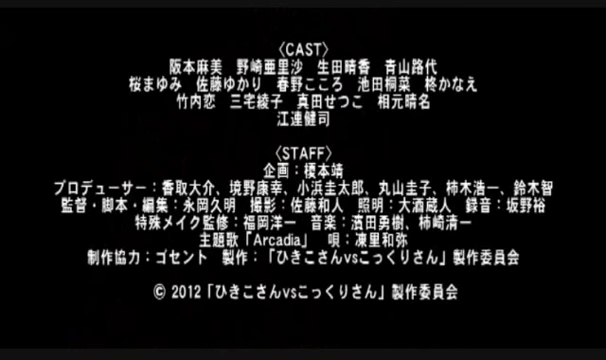 〈CAST〉
阪本麻美 野崎亜里沙 生田晴香 青山路代
桜まゆみ 佐藤ゆかり 春野こころ 池田桐菜 柊かなえ
竹内恋 三宅綾子 真田せつこ 相元晴名
江連健司
〈STAFF〉
企画：榎本靖
プロデューサー：香取大介、境野康幸、小浜圭太郎、丸山圭子、柿木浩一、鈴木智
監督・脚本・編集：永岡久明 撮影：佐藤和人 照明：大酒蔵人 録音：坂野裕
特殊メイク監修：福岡洋一 音楽：濱田勇樹、柿崎清一
主題歌「Arcadia」 唄：凍里和弥
制作協力：ゴセント 製作：「ひきこさんvsこっくりさん」製作委員会
© 2012「ひきこさんvsこっくりさん」製作委員会